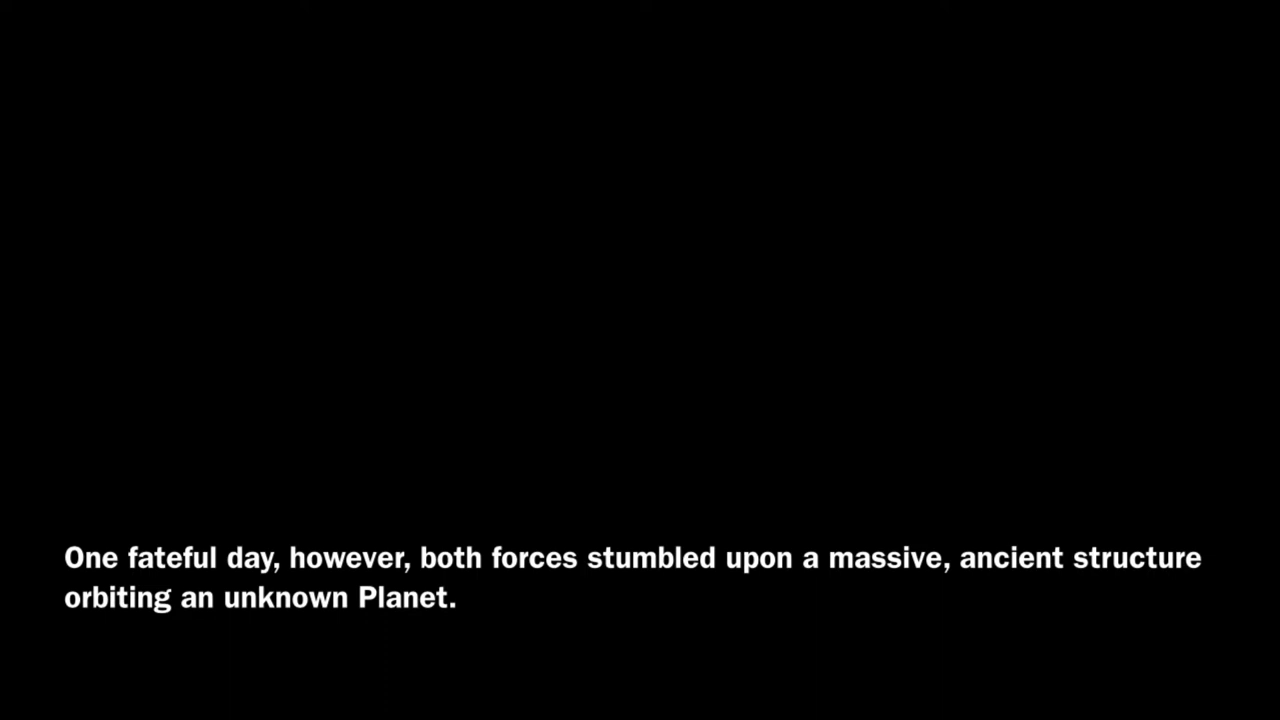 One fateful day, however, both forces stumbled upon a massive, ancient structure
orbiting an unknown Planet.